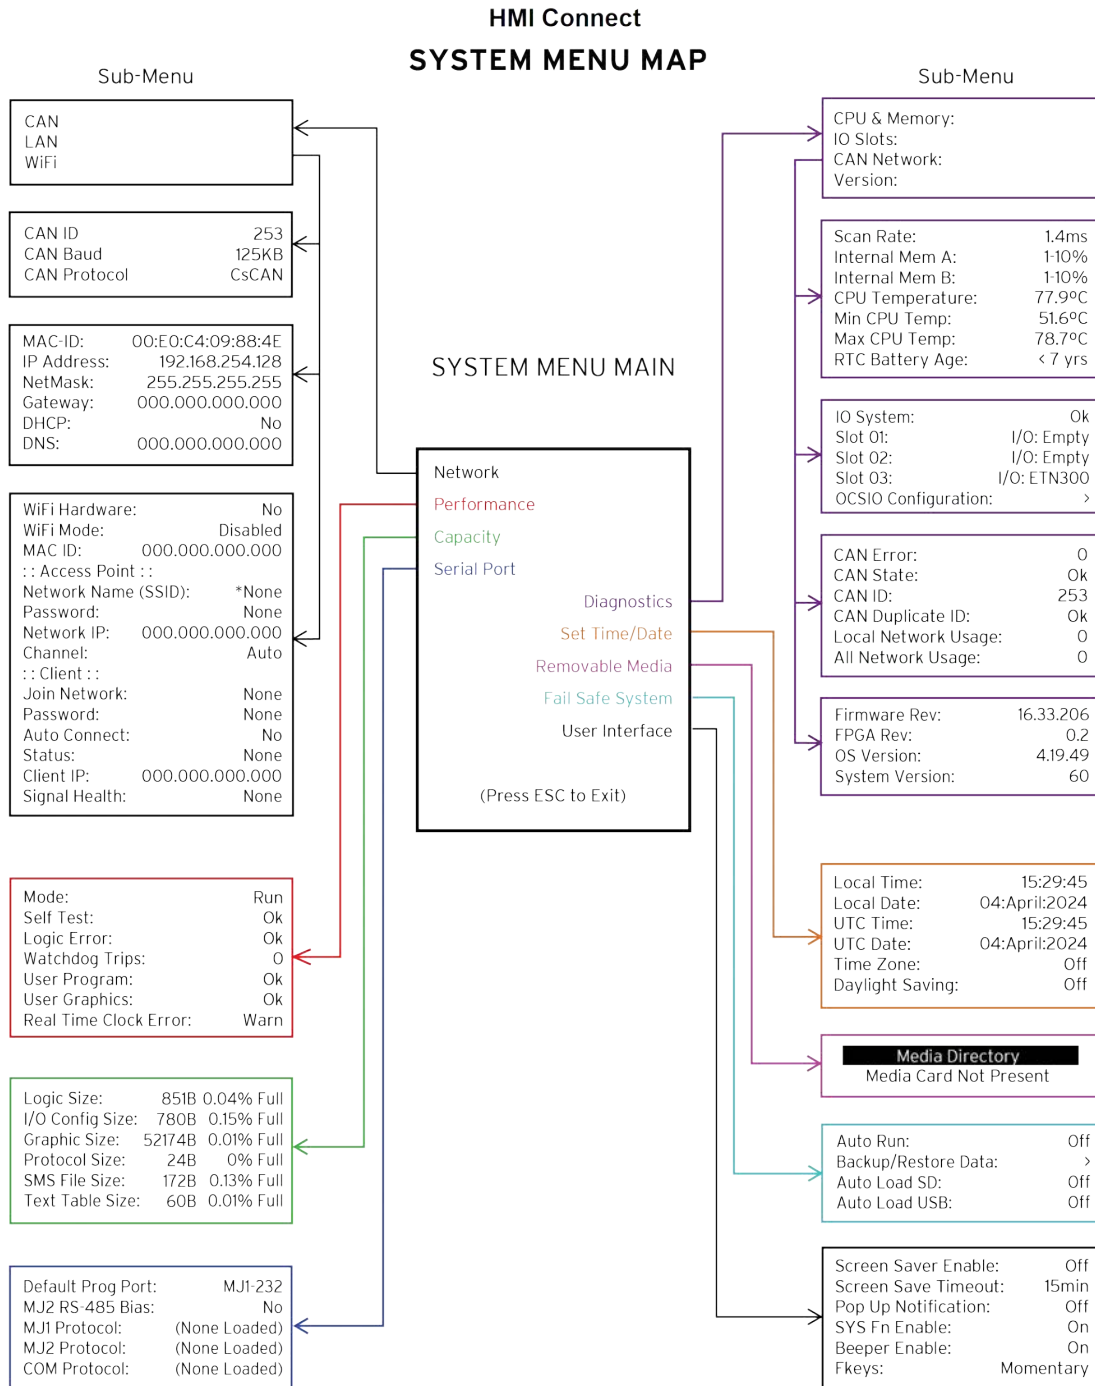 HMI Connect
SYSTEM MENU MAP
Sub-Menu
CAN
LAN
WiFi
CAN ID 253
CAN Baud 125KB
CAN Protocol CsCAN
MAC-ID: 00:E0:C4:09:88:4E
IP Address: 192.168.254.128
NetMask: 255.255.255.255
Gateway: 000.000.000.000
DHCP: No
DNS: 000.000.000.000
WiFi Hardware: No
WiFi Mode: Disabled
MAC ID: 000.000.000.000
: : Access Point : :
Network Name (SSID): *None
Password: None
Network IP: 000.000.000.000
Channel: Auto
: : Client : :
Join Network: None
Password: None
Auto Connect: No
Status: None
Client IP: 000.000.000.000
Signal Health: None
Mode: Run
Self Test: Ok
Logic Error: Ok
Watchdog Trips: 0
User Program: Ok
User Graphics: Ok
Real Time Clock Error: Warn
Logic Size: 851B 0.04% Full
I/O Config Size: 780B 0.15% Full
Graphic Size: 52174B 0.01% Full
Protocol Size: 24B 0% Full
SMS File Size: 172B 0.13% Full
Text Table Size: 60B 0.01% Full
Default Prog Port: MJ1-232
MJ2 RS-485 Bias: No
MJ1 Protocol: (None Loaded)
MJ2 Protocol: (None Loaded)
COM Protocol: (None Loaded)
SYSTEM MENU MAIN
Network
Performance
Capacity
Serial Port
Diagnostics
Set Time/Date
Removable Media
Fail Safe System
User Interface
(Press ESC to Exit)
Sub-Menu
CPU & Memory:
IO Slots:
CAN Network:
Version:
Scan Rate: 1.4ms
Internal Mem A: 1-10%
Internal Mem B: 1-10%
CPU Temperature: 77.9ºC
Min CPU Temp: 51.6ºC
Max CPU Temp: 78.7ºC
RTC Battery Age: < 7 yrs
IO System: Ok
Slot 01: I/O: Empty
Slot 02: I/O: Empty
Slot 03: I/O: ETN300
OCSIO Configuration: >
CAN Error: 0
CAN State: Ok
CAN ID: 253
CAN Duplicate ID: Ok
Local Network Usage: 0
All Network Usage: 0
Firmware Rev: 16.33.206
FPGA Rev: 0.2
OS Version: 4.19.49
System Version: 60
Local Time: 15:29:45
Local Date: 04:April:2024
UTC Time: 15:29:45
UTC Date: 04:April:2024
Time Zone: Off
Daylight Saving: Off
Media Directory
Media Card Not Present
Auto Run: Off
Backup/Restore Data: >
Auto Load SD: Off
Auto Load USB: Off
Screen Saver Enable: Off
Screen Save Timeout: 15min
Pop Up Notification: Off
SYS Fn Enable: On
Beeper Enable: On
Fkeys: Momentary